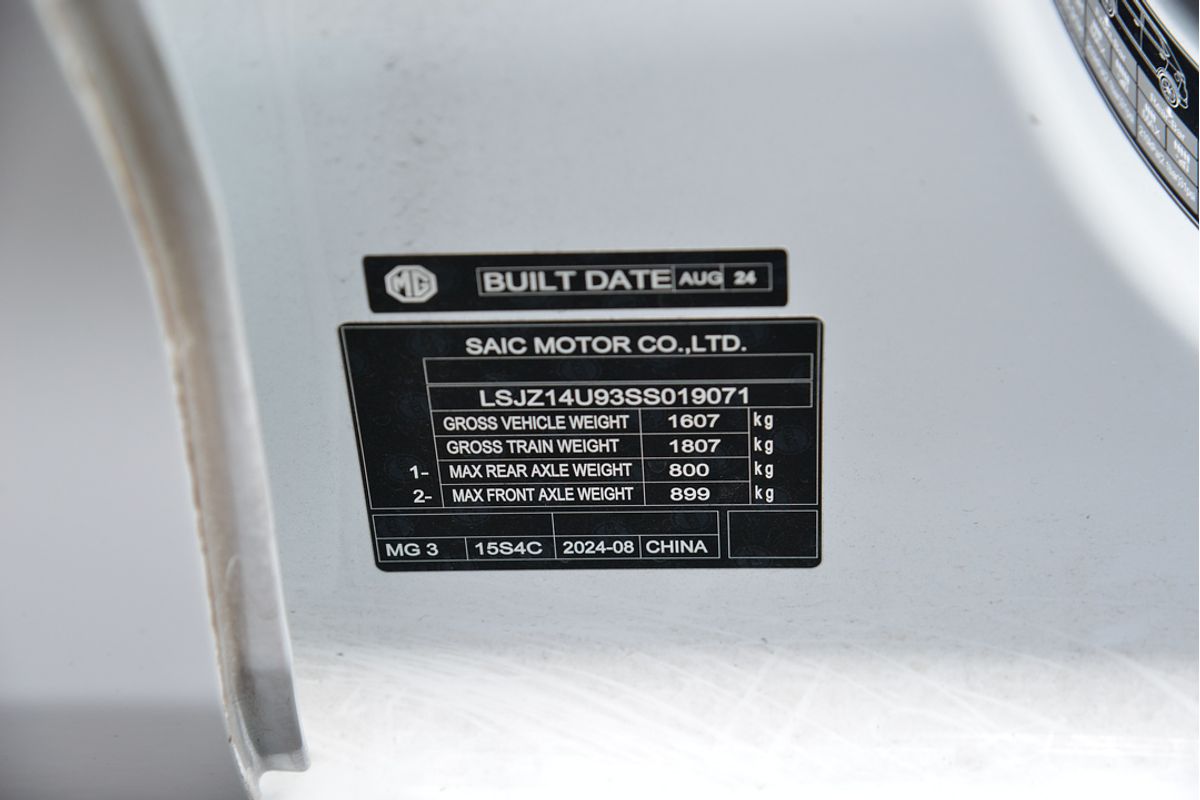 MG BUILT DATE AUG 24
SAIC MOTOR CO.,LTD.
LSJZ14U93SS019071
GROSS VEHICLE WEIGHT 1607 kg
GROSS TRAIN WEIGHT 1807 kg
1- MAX REAR AXLE WEIGHT 800 kg
2- MAX FRONT AXLE WEIGHT 899 kg
MG 3 15S4C 2024-08 CHINA